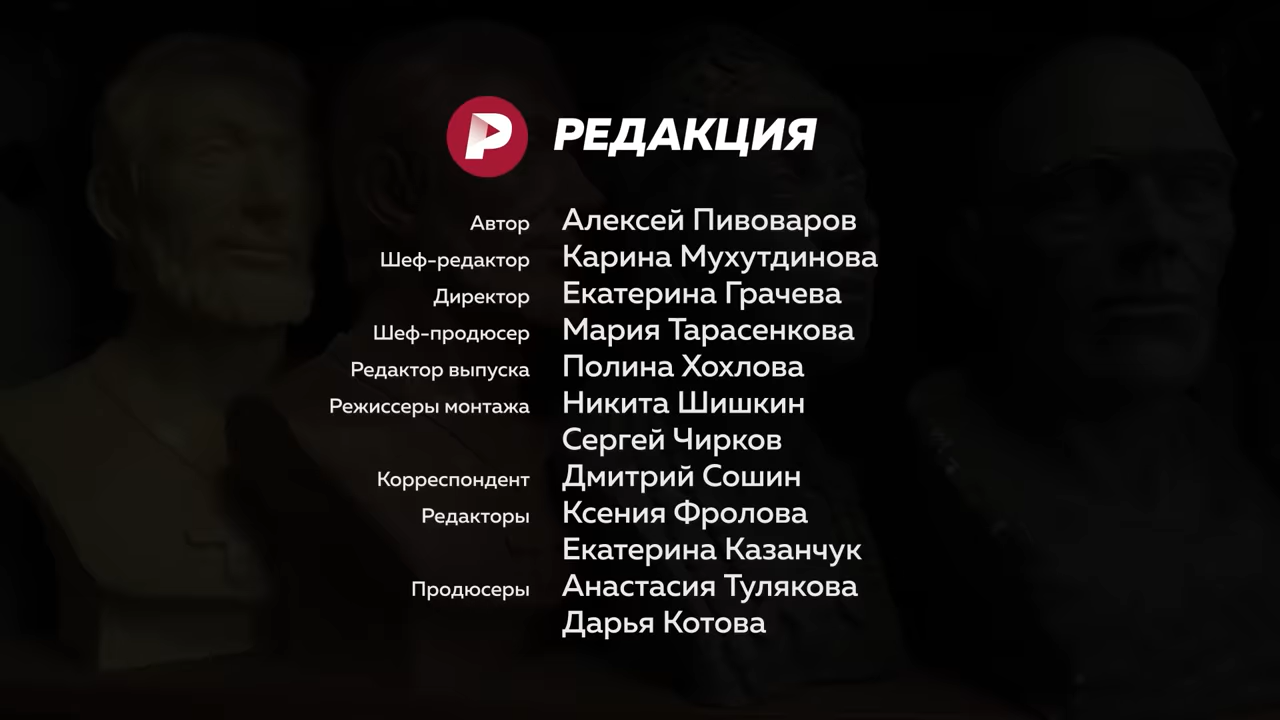 РЕДАКЦИЯ
Автор Алексей Пивоваров
Шеф-редактор Карина Мухутдинова
Директор Екатерина Грачева
Шеф-продюсер Мария Тарасенкова
Редактор выпуска Полина Хохлова
Режиссеры монтажа Никита Шишкин
Сергей Чирков
Корреспондент Дмитрий Сошин
Редакторы Ксения Фролова
Екатерина Казанчук
Продюсеры Анастасия Тулякова
Дарья Котова